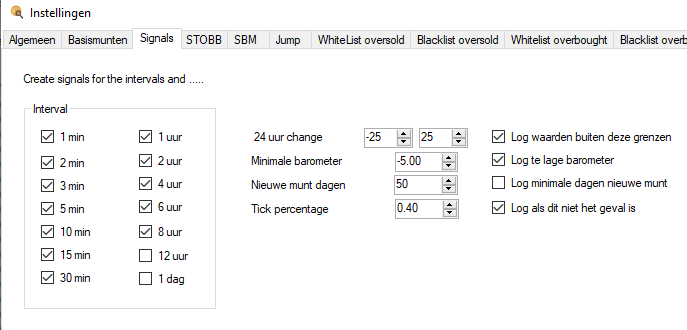 Instellingen
Algemeen Basismunten Signals STOBB SBM Jump WhiteList oversold Blacklist oversold Whitelist overbought Blacklist overb
Create signals for the intervals and .....
Interval
1 min 1 uur 24 uur change -25 25 Log waarden buiten deze grenzen
2 min 2 uur Minimale barometer -5.00 Log te lage barometer
3 min 4 uur Nieuwe munt dagen 50 Log minimale dagen nieuwe munt
5 min 6 uur Tick percentage 0.40 Log als dit niet het geval is
10 min 8 uur
15 min 12 uur
30 min 1 dag